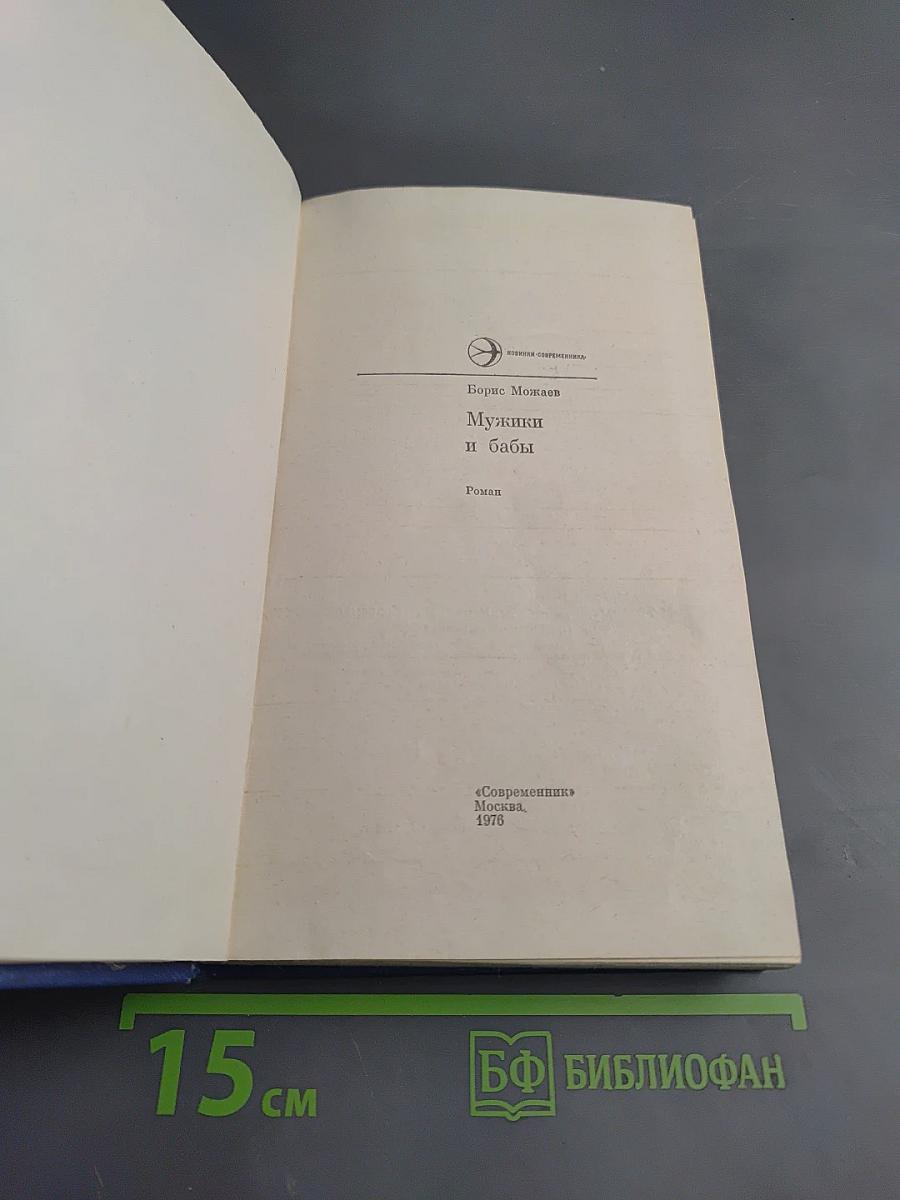 НОВИНКИ «СОВРЕМЕННИКА»
Борис Можаев
Мужики
и бабы
Роман
«Современник»
Москва
1976
15 см
БФ БИБЛИОФАН